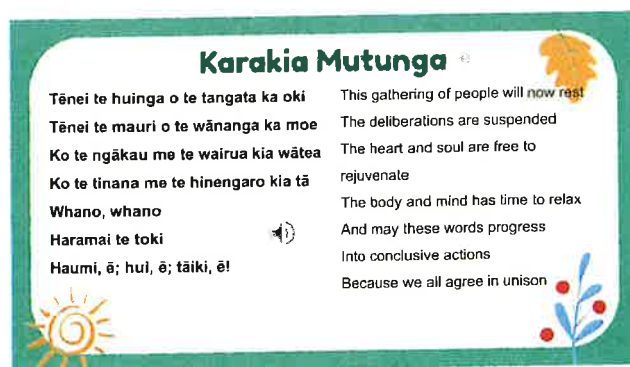 Karakia Mutunga
Tēnei te huinga o te tangata ka oki
Tēnei te mauri o te wānanga ka moe
Ko te ngākau me te wairua kia wātea
Ko te tinana me te hinengaro kia tā
Whano, whano
Haramai te toki
Haumi, ē; hui, ē; tāiki, ē!
This gathering of people will now rest
The deliberations are suspended
The heart and soul are free to
rejuvenate
The body and mind has time to relax
And may these words progress
Into conclusive actions
Because we all agree in unison